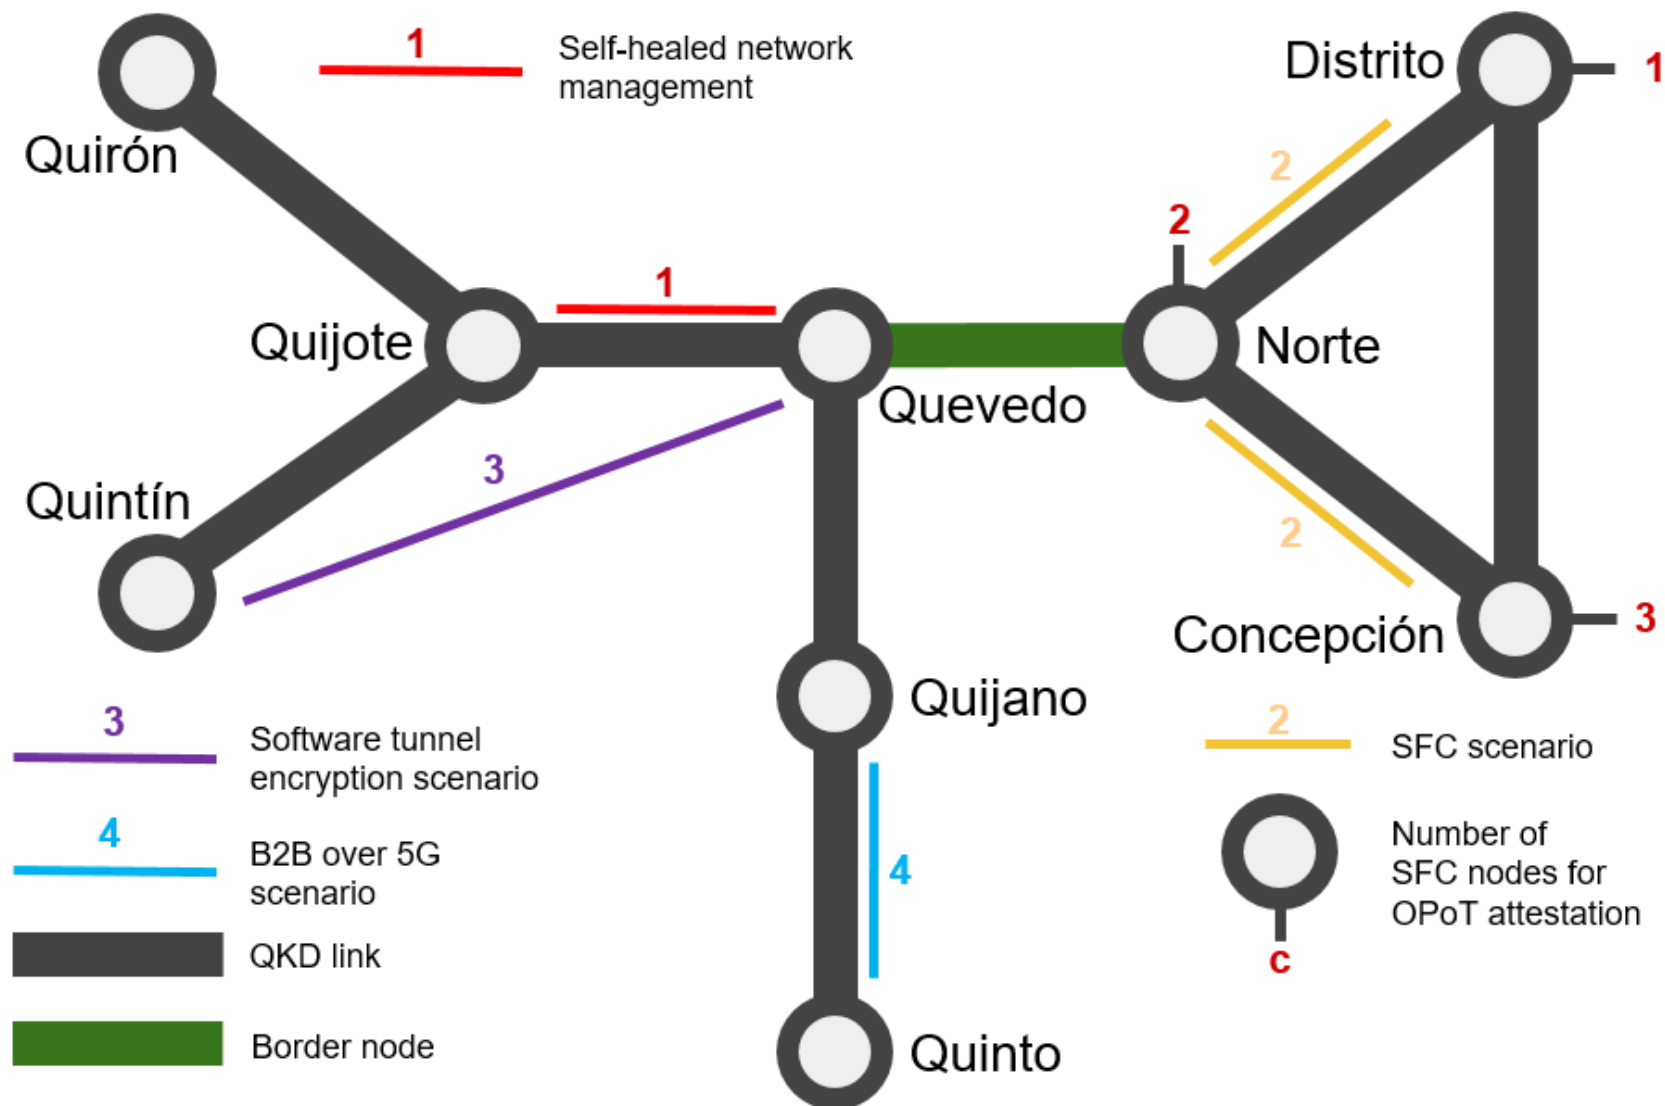 1
Self-healed network
management
Distrito
1
Quirón
2
2
1
Quijote
Norte
Quevedo
3
Quintín
2
Concepción
3
Quijano
3
Software tunnel
encryption scenario
2
SFC scenario
4
B2B over 5G
scenario
4
Number of
SFC nodes for
OPoT attestation
QKD link
c
Border node
Quinto